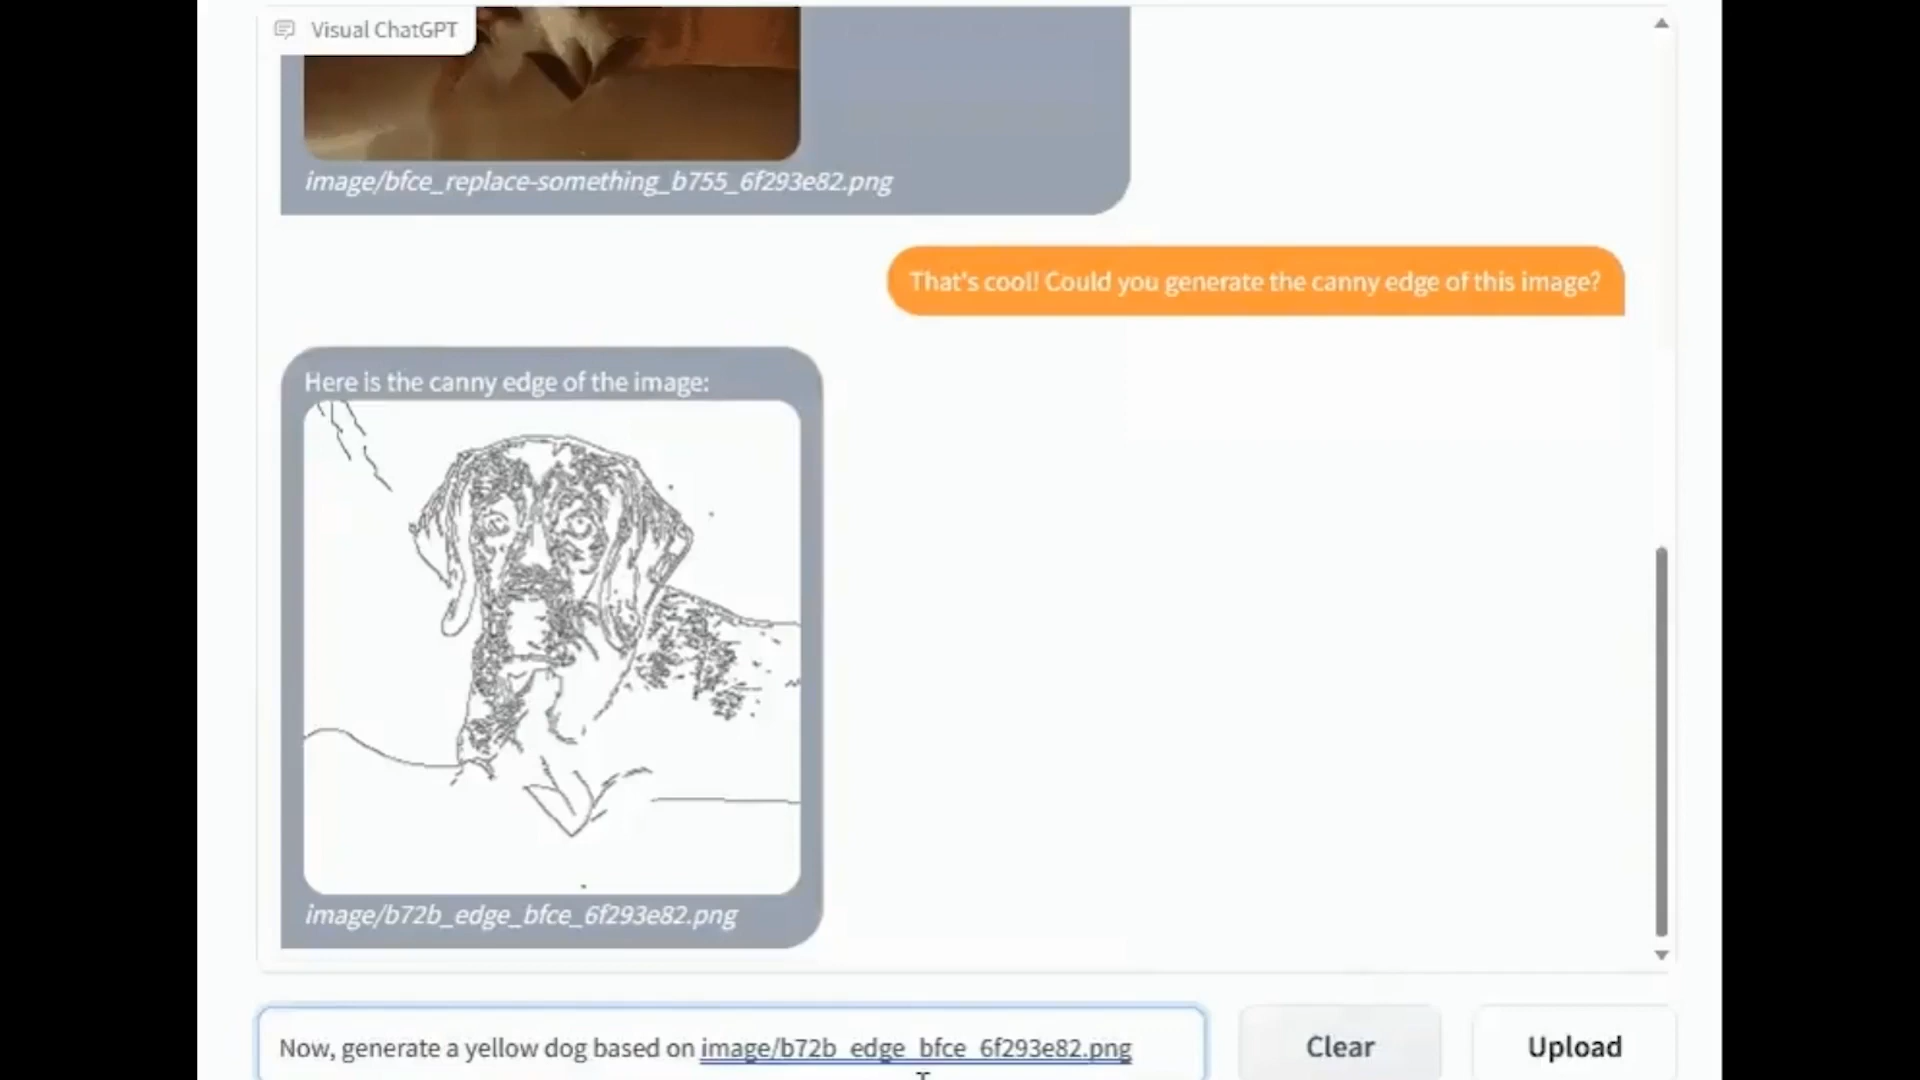 Visual ChatGPT
image/bfce_replace-something_b755_6f293e82.png
That's cool! Could you generate the canny edge of this image?
Here is the canny edge of the image:
image/b72b_edge_bfce_6f293e82.png
Now, generate a yellow dog based on image/b72b_edge_bfce_6f293e82.png
Clear
Upload